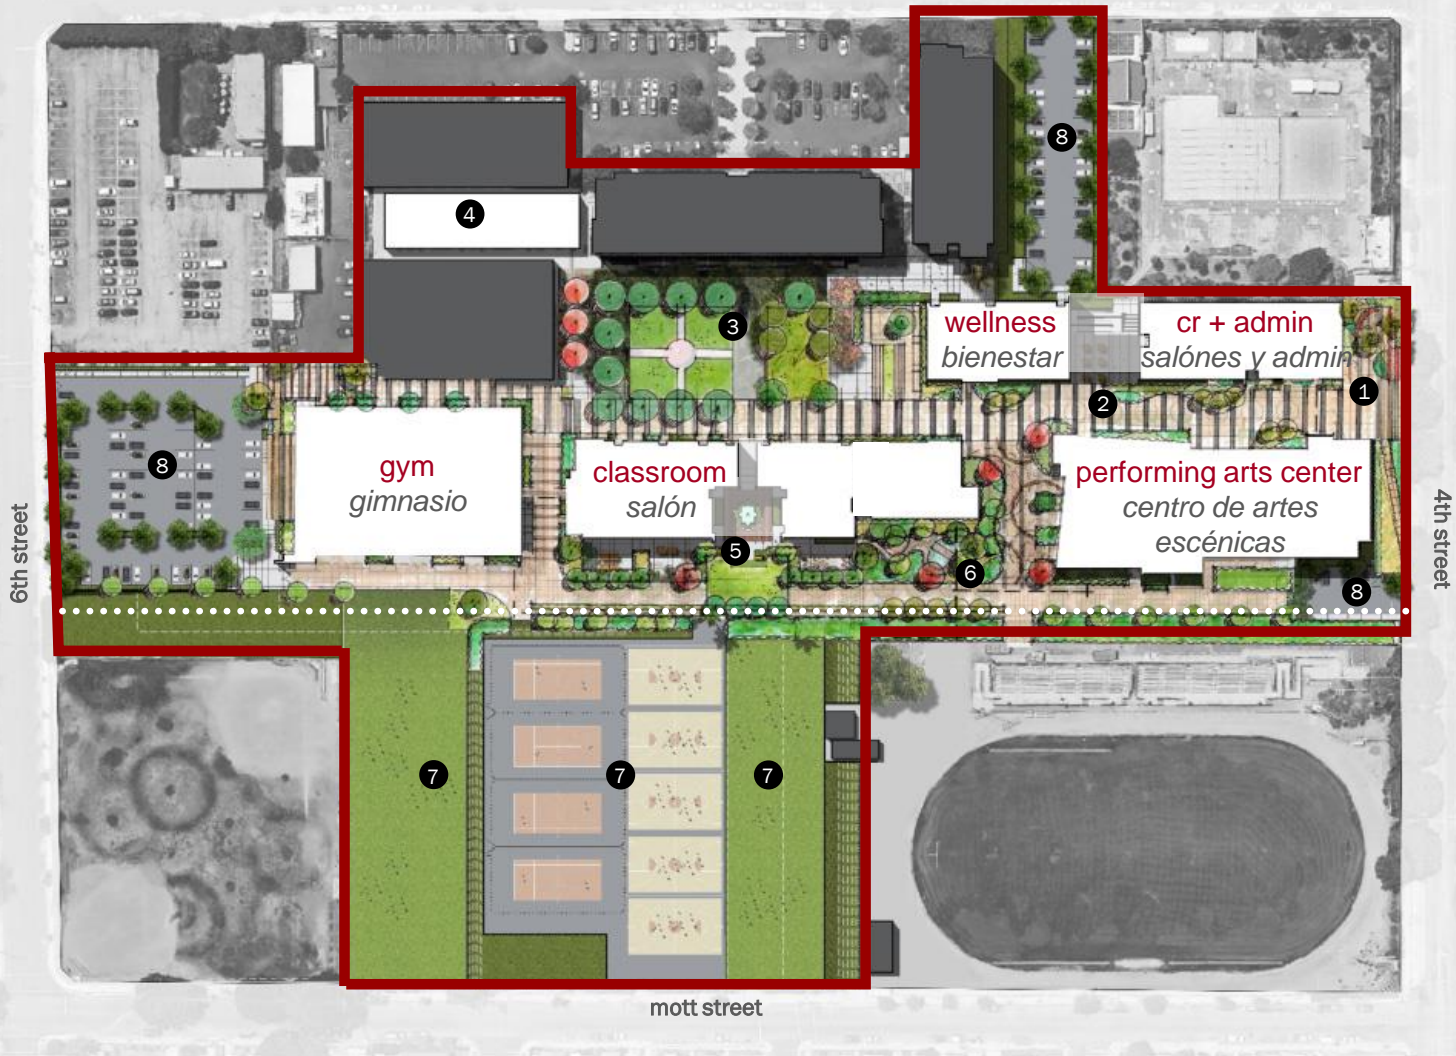 8
4
3
wellness
bienestar
cr + admin
salónes y admin
1
2
8
gym
gimnasio
classroom
salón
performing arts center
centro de artes
escénicas
6th street
4th street
5
6
8
7
7
7
mott street